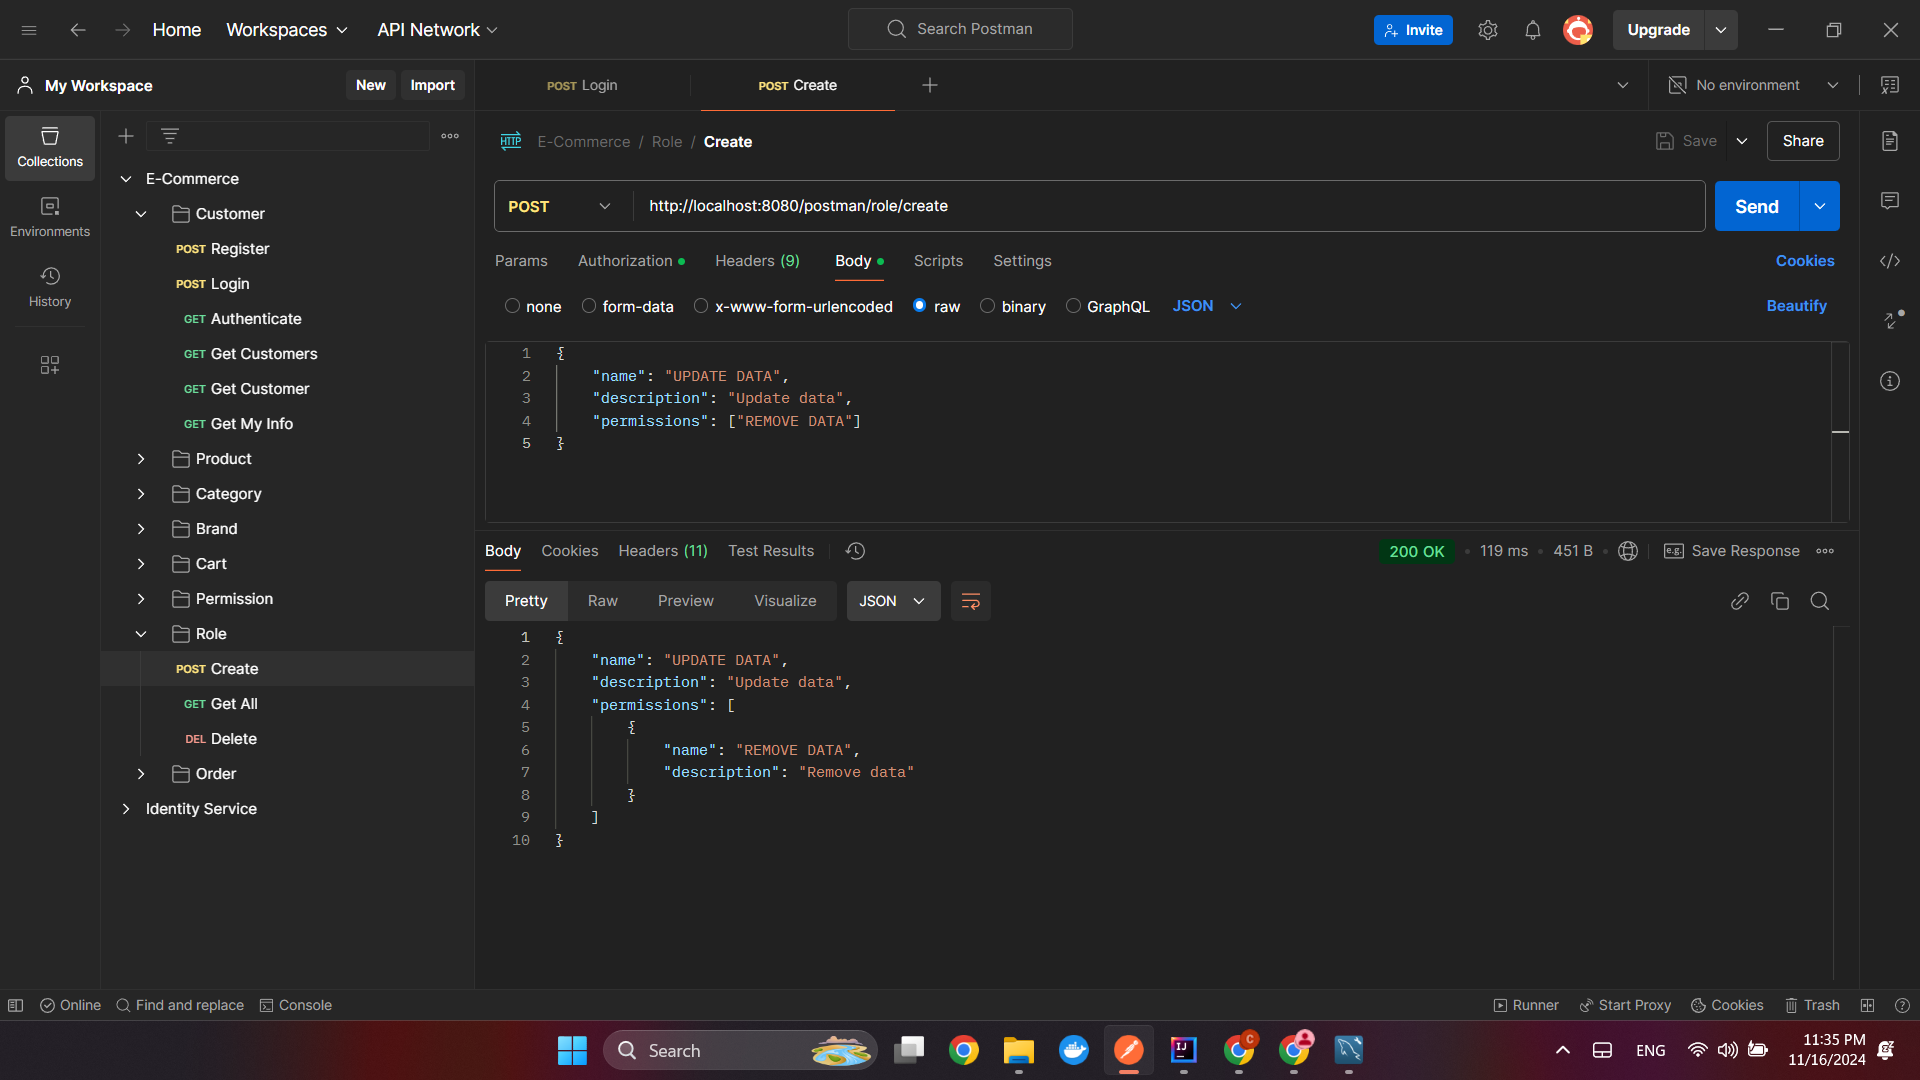 Home
Workspaces
API Network
Search Postman
Invite
Upgrade
My Workspace
New
Import
POST Login
POST Create
No environment
Collections
Environments
History
E-Commerce
Customer
POST Register
POST Login
GET Authenticate
GET Get Customers
GET Get Customer
GET Get My Info
Product
Category
Brand
Cart
Permission
Role
POST Create
GET Get All
DEL Delete
Order
Identity Service
HTTP E-Commerce / Role / Create
Save
Share
POST
http://localhost:8080/postman/role/create
Send
Params
Authorization
Headers (9)
Body
Scripts
Settings
Cookies
none
form-data
x-www-form-urlencoded
raw
binary
GraphQL
JSON
Beautify
1 {
2 "name": "UPDATE DATA",
3 "description": "Update data",
4 "permissions": ["REMOVE DATA"]
5 }
Body
Cookies
Headers (11)
Test Results
200 OK
119 ms
451 B
e.g. Save Response
Pretty
Raw
Preview
Visualize
JSON
1 {
2 "name": "UPDATE DATA",
3 "description": "Update data",
4 "permissions": [
5 {
6 "name": "REMOVE DATA",
7 "description": "Remove data"
8 }
9 ]
10 }
Online
Find and replace
Console
Runner
Start Proxy
Cookies
Trash
Search
IJ
C
ENG
11:35 PM
11/16/2024